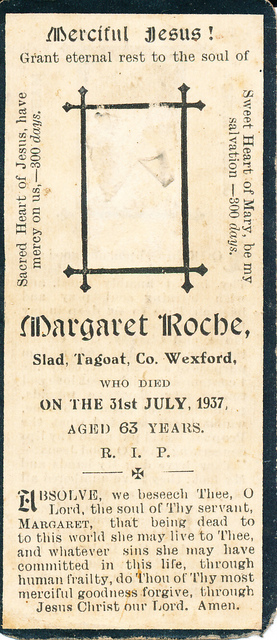 Merciful Jesus!
Grant eternal rest to the soul of
Sacred Heart of Jesus, have
mercy on us,—300 days.
Sweet Heart of Mary, be my
salvation—300 days.
Margaret Roche,
Slad, Tagoat, Co. Wexford,
WHO DIED
ON THE 31st JULY, 1937,
AGED 63 YEARS.
R. I. P.
ABSOLVE, we beseech Thee, O
Lord, the soul of Thy servant,
MARGARET, that being dead to
to this world she may live to Thee,
and whatever sins she may have
committed in this life, through
human frailty, do Thou of Thy most
merciful goodness forgive, through
Jesus Christ our Lord. Amen.